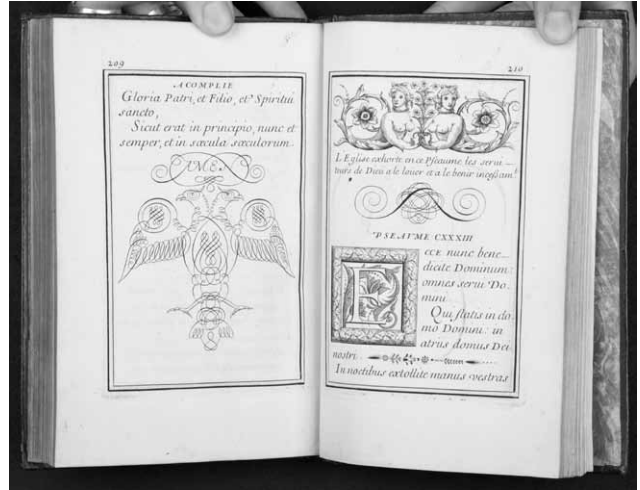 209
A COMPLIE
Gloria Patri, et Filio, et Spiritui
sancto,
Sicut erat in principio, nunc et
semper, et in sæcula sæculorum
AMEN
210
L'Eglise exhorte en ce Pseaume les servi—
teurs de Dieu a le louer et a le benir incessamt
PSEAVME CXXXIII
E
CCE nunc bene—
dicite Dominum:
omnes servi Do-
mini
Qui statis in do
mo Domini: in
atrus domus Dei
nostri.
In noctibus extollite manus vestras